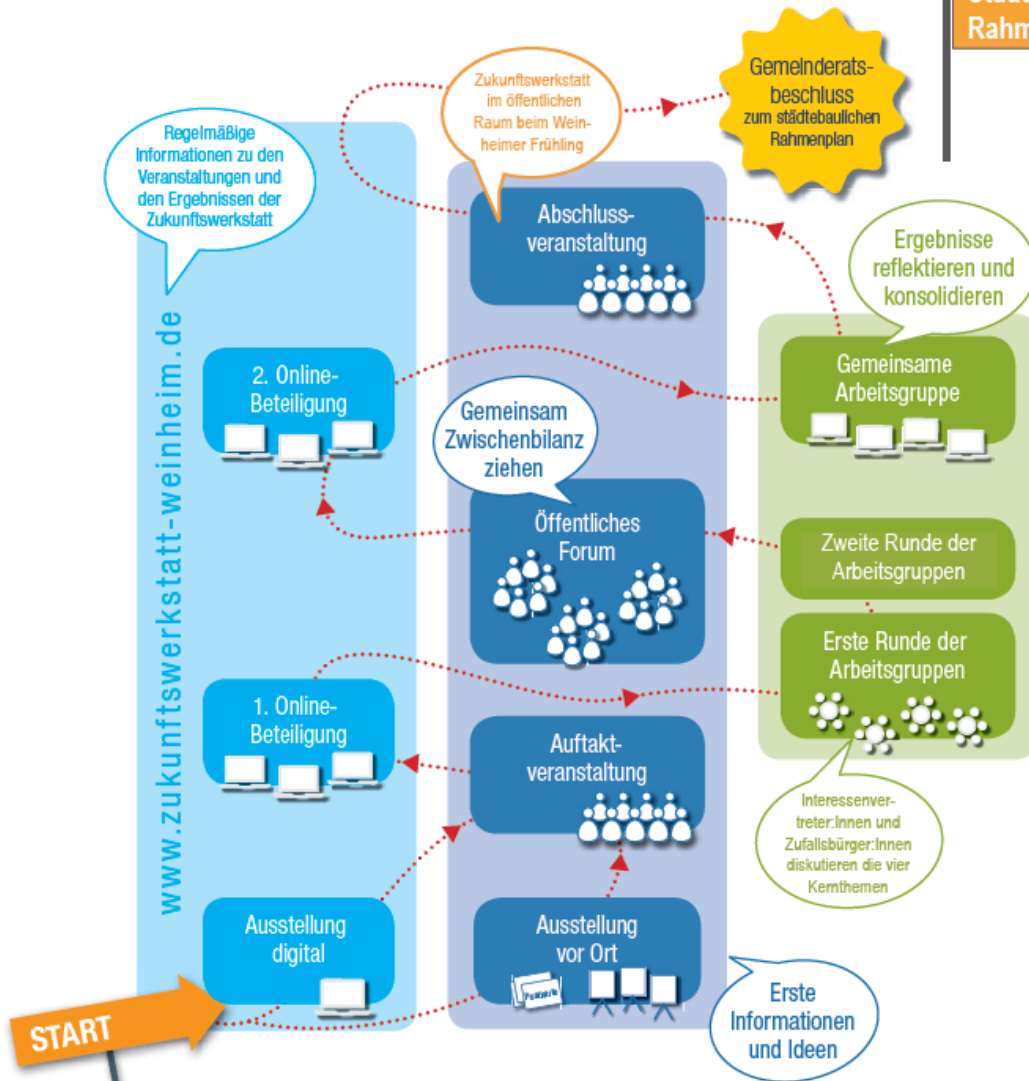 Städt
Rahm
Zukunftswerkstatt
im öffentlichen
Raum beim Wein-
heimer Frühling
Gemeinderats-
beschluss
zum städtebaulichen
Rahmenplan
Regelmäßige
Informationen zu den
Veranstaltungen und
den Ergebnissen der
Zukunftswerkstatt
www.zukunftswerkstatt-weinheim.de
Abschluss-
veranstaltung
Ergebnisse
reflektieren und
konsolidieren
2. Online-
Beteiligung
Gemeinsame
Arbeitsgruppe
Gemeinsam
Zwischenbilanz
ziehen
Öffentliches
Forum
Zweite Runde der
Arbeitsgruppen
Erste Runde der
Arbeitsgruppen
1. Online-
Beteiligung
Auftakt-
veranstaltung
Interessenver-
treter:Innen und
Zufallsbürger:Innen
diskutieren die vier
Kernthemen
Ausstellung
digital
Ausstellung
vor Ort
Erste
Informationen
und Ideen
START